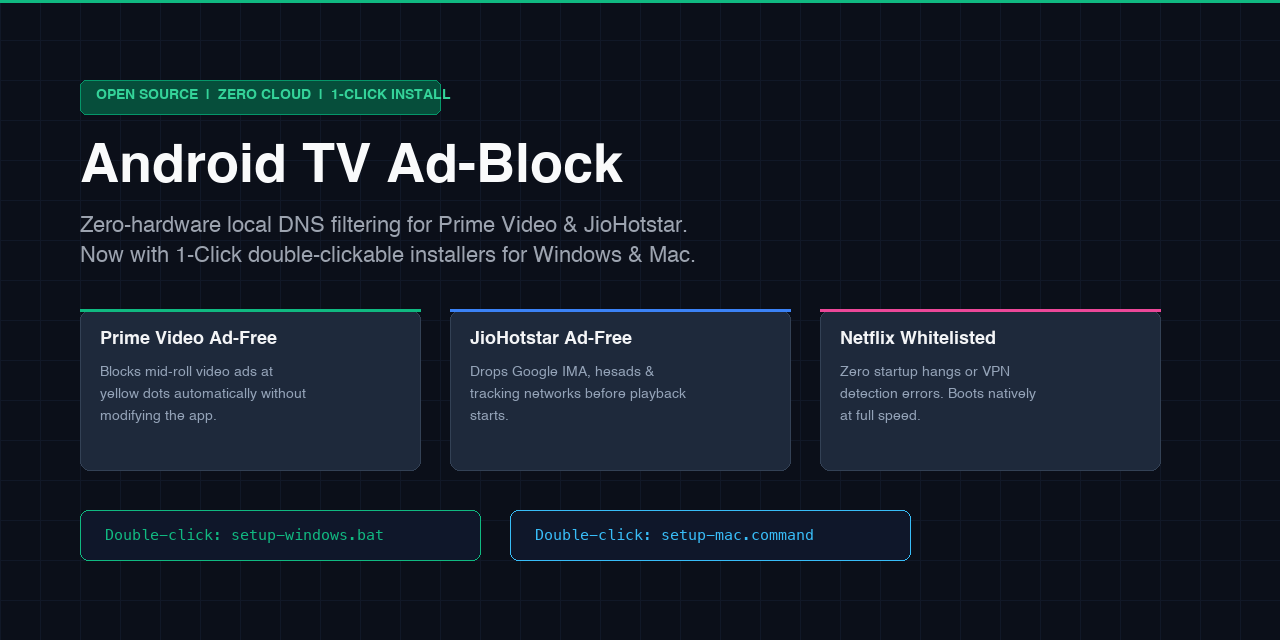 OPEN SOURCE | ZERO CLOUD | 1-CLICK INSTALL
Android TV Ad-Block
Zero-hardware local DNS filtering for Prime Video & JioHotstar.
Now with 1-Click double-clickable installers for Windows & Mac.
Prime Video Ad-Free
Blocks mid-roll video ads at
yellow dots automatically without
modifying the app.
JioHotstar Ad-Free
Drops Google IMA, hesads &
tracking networks before playback
starts.
Netflix Whitelisted
Zero startup hangs or VPN
detection errors. Boots natively
at full speed.
Double-click: setup-windows.bat
Double-click: setup-mac.command